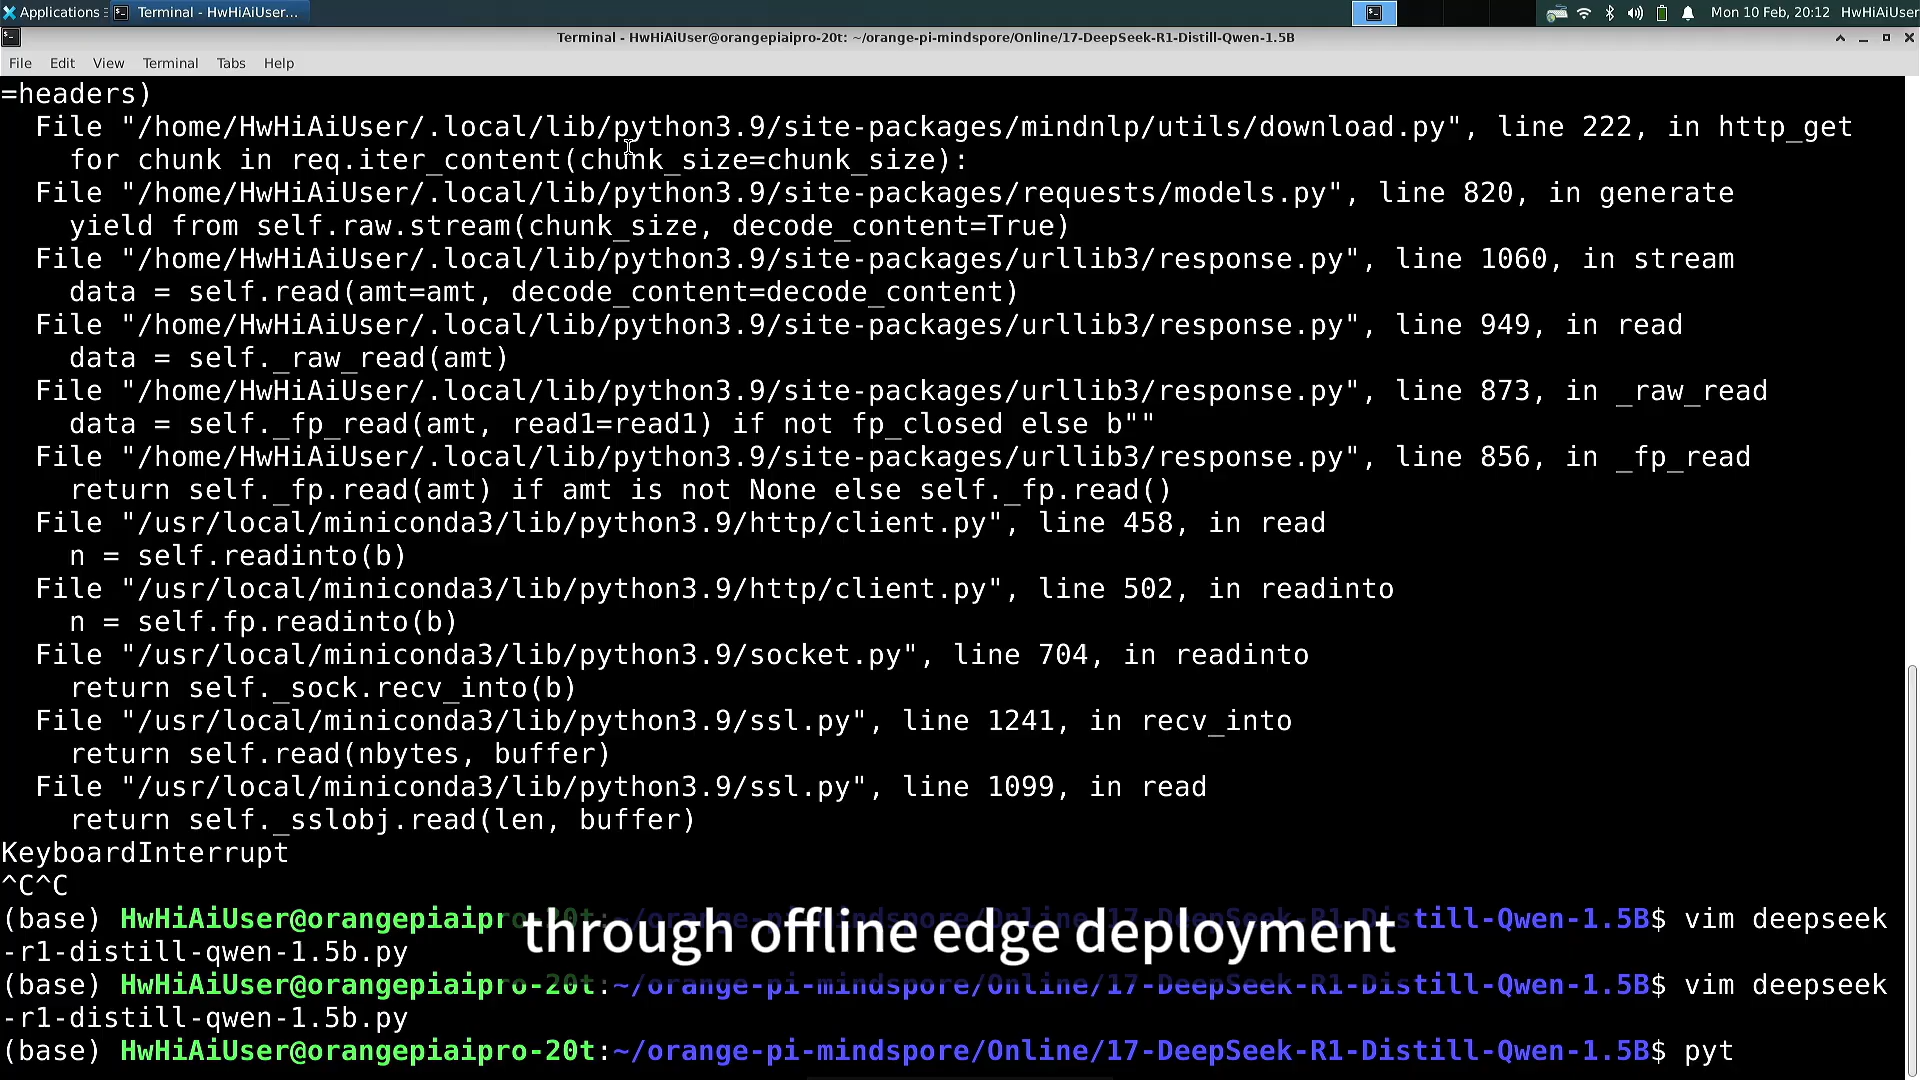 Applications
Terminal - HwHiAiUser...
Mon 10 Feb, 20:12
HwHiAiUser
Terminal - HwHiAiUser@orangepiaipro-20t: ~/orange-pi-mindspore/Online/17-DeepSeek-R1-Distill-Qwen-1.5B
File Edit View Terminal Tabs Help
=headers)
File "/home/HwHiAiUser/.local/lib/python3.9/site-packages/mindnlp/utils/download.py", line 222, in http_get
for chunk in req.iter_content(chunk_size=chunk_size):
File "/home/HwHiAiUser/.local/lib/python3.9/site-packages/requests/models.py", line 820, in generate
yield from self.raw.stream(chunk_size, decode_content=True)
File "/home/HwHiAiUser/.local/lib/python3.9/site-packages/urllib3/response.py", line 1060, in stream
data = self.read(amt=amt, decode_content=decode_content)
File "/home/HwHiAiUser/.local/lib/python3.9/site-packages/urllib3/response.py", line 949, in read
data = self._raw_read(amt)
File "/home/HwHiAiUser/.local/lib/python3.9/site-packages/urllib3/response.py", line 873, in _raw_read
data = self._fp_read(amt, read1=read1) if not fp_closed else b""
File "/home/HwHiAiUser/.local/lib/python3.9/site-packages/urllib3/response.py", line 856, in _fp_read
return self._fp.read(amt) if amt is not None else self._fp.read()
File "/usr/local/miniconda3/lib/python3.9/http/client.py", line 458, in read
n = self.readinto(b)
File "/usr/local/miniconda3/lib/python3.9/http/client.py", line 502, in readinto
n = self.fp.readinto(b)
File "/usr/local/miniconda3/lib/python3.9/socket.py", line 704, in readinto
return self._sock.recv_into(b)
File "/usr/local/miniconda3/lib/python3.9/ssl.py", line 1241, in recv_into
return self.read(nbytes, buffer)
File "/usr/local/miniconda3/lib/python3.9/ssl.py", line 1099, in read
return self._sslobj.read(len, buffer)
KeyboardInterrupt
^C^C
(base) HwHiAiUser@orangepiaipro-20t:~/orange-pi-mindspore/Online/17-DeepSeek-R1-Distill-Qwen-1.5B$ vim deepseek
-r1-distill-qwen-1.5b.py
through offline edge deployment
(base) HwHiAiUser@orangepiaipro-20t:~/orange-pi-mindspore/Online/17-DeepSeek-R1-Distill-Qwen-1.5B$ vim deepseek
-r1-distill-qwen-1.5b.py
(base) HwHiAiUser@orangepiaipro-20t:~/orange-pi-mindspore/Online/17-DeepSeek-R1-Distill-Qwen-1.5B$ pyt